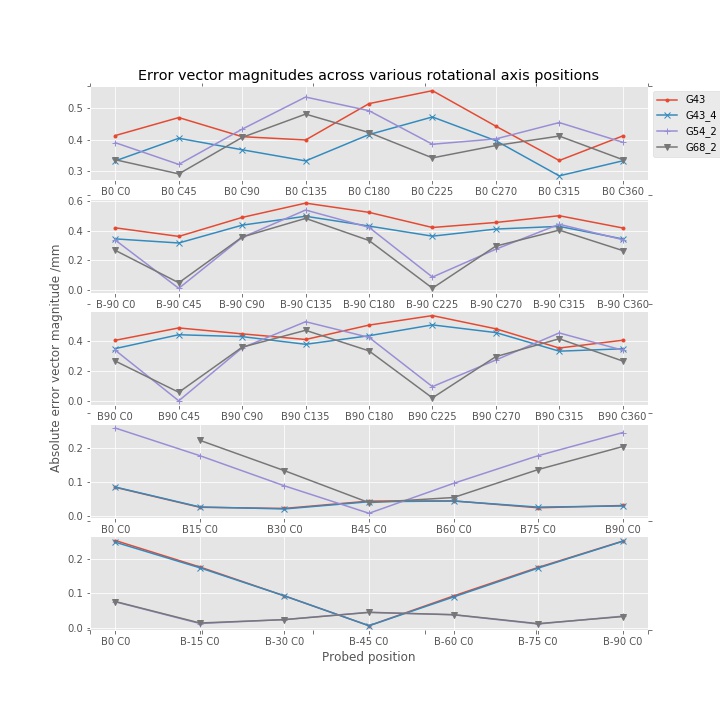 Error vector magnitudes across various rotational axis positions
G43
G43_4
G54_2
G68_2
0.5
0.4
0.3
B0 C0 B0 C45 B0 C90 B0 C135 B0 C180 B0 C225 B0 C270 B0 C315 B0 C360
0.6
0.4
0.2
0.0
B-90 C0 B-90 C45 B-90 C90 B-90 C135 B-90 C180 B-90 C225 B-90 C270 B-90 C315 B-90 C360
0.4
0.2
0.0
B90 C0 B90 C45 B90 C90 B90 C135 B90 C180 B90 C225 B90 C270 B90 C315 B90 C360
0.2
0.1
0.0
B0 C0 B15 C0 B30 C0 B45 C0 B60 C0 B75 C0 B90 C0
0.2
0.1
0.0
B0 C0 B-15 C0 B-30 C0 B-45 C0 B-60 C0 B-75 C0 B-90 C0
Absolute error vector magnitude /mm
Probed position